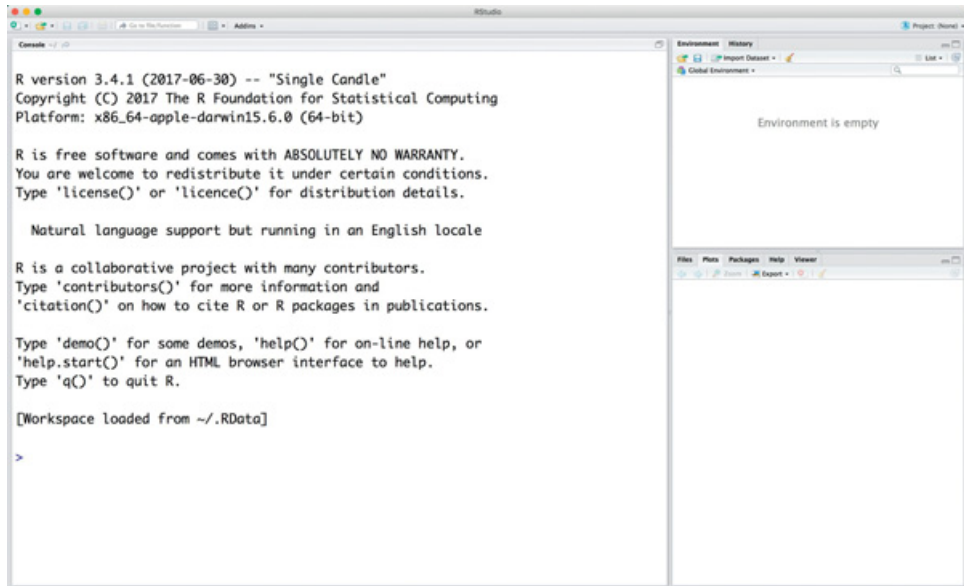 RStudio
Go to file/function Addins
Project: (None)
Console ~/
R version 3.4.1 (2017-06-30) -- "Single Candle"
Copyright (C) 2017 The R Foundation for Statistical Computing
Platform: x86_64-apple-darwin15.6.0 (64-bit)
R is free software and comes with ABSOLUTELY NO WARRANTY.
You are welcome to redistribute it under certain conditions.
Type 'license()' or 'licence()' for distribution details.
Natural language support but running in an English locale
R is a collaborative project with many contributors.
Type 'contributors()' for more information and
'citation()' on how to cite R or R packages in publications.
Type 'demo()' for some demos, 'help()' for on-line help, or
'help.start()' for an HTML browser interface to help.
Type 'q()' to quit R.
[Workspace loaded from ~/.RData]
>
Environment History
Import Dataset List
Global Environment
Environment is empty
Files Plots Packages Help Viewer
Zoom Export